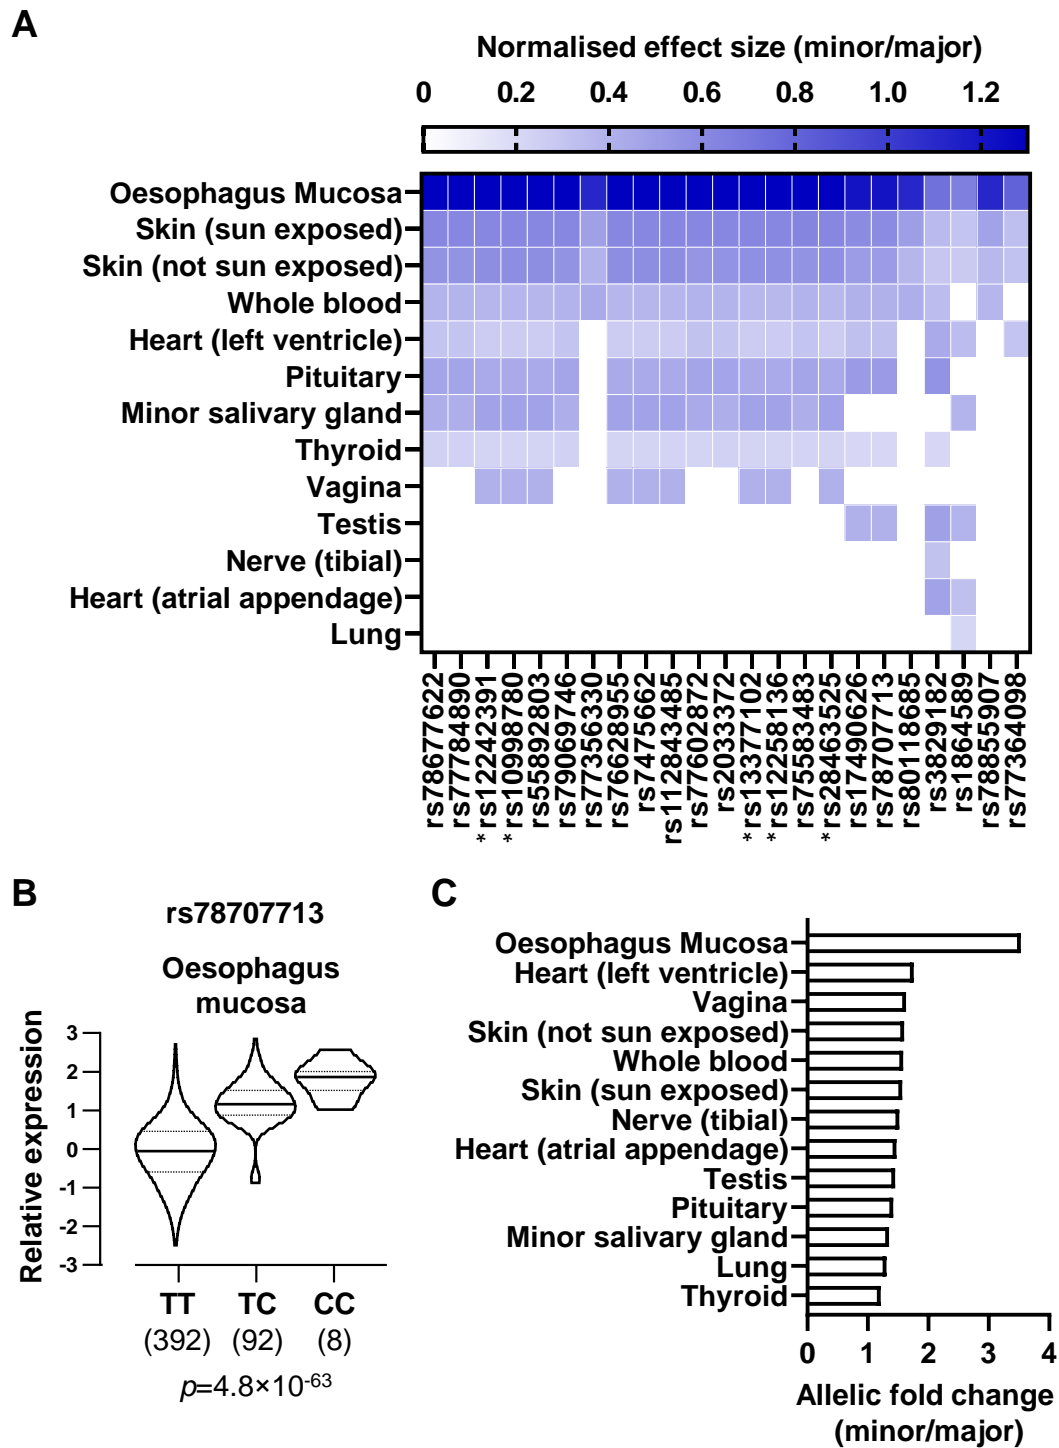 A
Normalised effect size (minor/major)
0 0.2 0.4 0.6 0.8 1.0 1.2
Oesophagus Mucosa
Skin (sun exposed)
Skin (not sun exposed)
Whole blood
Heart (left ventricle)
Pituitary
Minor salivary gland
Thyroid
Vagina
Testis
Nerve (tibial)
Heart (atrial appendage)
Lung
rs78677622
rs77784890
*rs12242391
*rs10998780
rs55892803
rs79069746
rs77356330
rs76628955
rs7475662
rs112843485
rs77602872
rs2033372
*rs13377102
*rs12258136
rs75583483
*rs28463525
rs17490626
rs78707713
rs80118685
rs3829182
rs1864589
rs78855907
rs77364098
B
rs78707713
Oesophagus
mucosa
Relative expression
3
2
1
0
-1
-2
-3
TT TC CC
(392) (92) (8)
p=4.8×10-63
C
Oesophagus Mucosa
Heart (left ventricle)
Vagina
Skin (not sun exposed)
Whole blood
Skin (sun exposed)
Nerve (tibial)
Heart (atrial appendage)
Testis
Pituitary
Minor salivary gland
Lung
Thyroid
0 1 2 3 4
Allelic fold change
(minor/major)